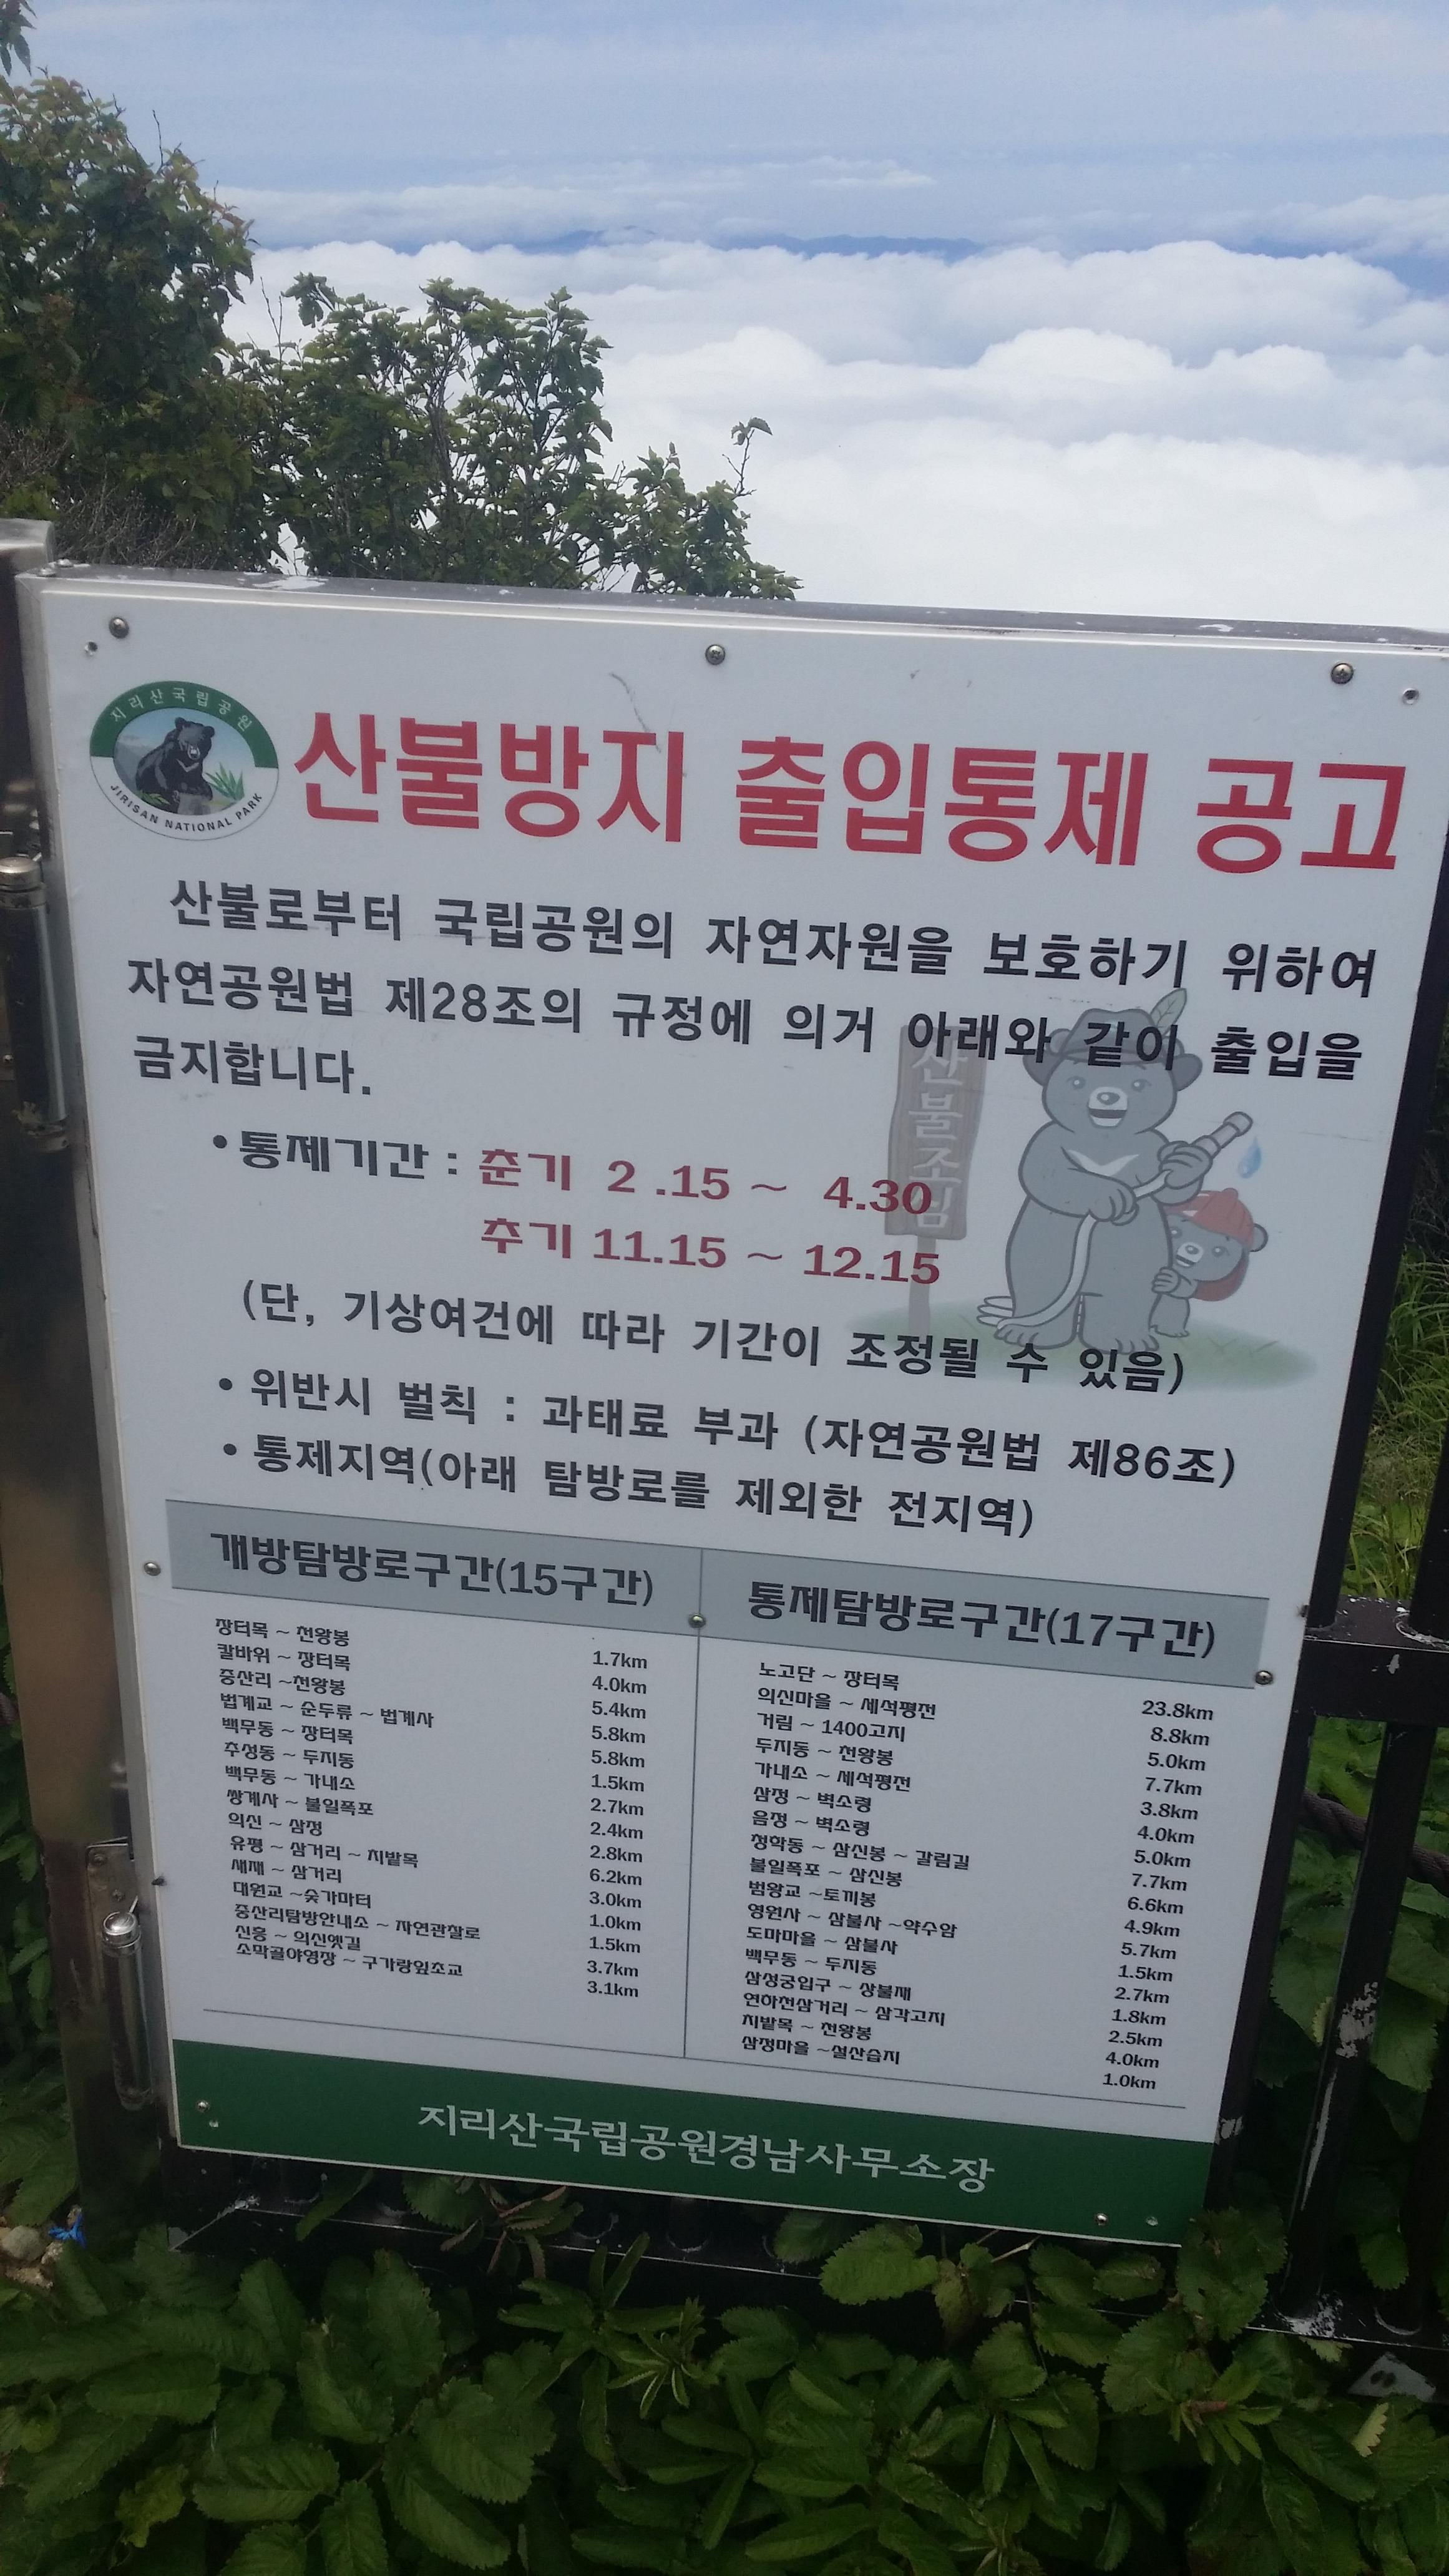 지리산국립공원
JIRISAN NATIONAL PARK
산불방지 출입통제 공고
산불로부터 국립공원의 자연자원을 보호하기 위하여
자연공원법 제28조의 규정에 의거 아래와 같이 출입을
금지합니다.
산불조심
•통제기간 : 춘기 2 .15 ~ 4.30
추기 11.15 ~ 12.15
(단, 기상여건에 따라 기간이 조정될 수 있음)
• 위반시 벌칙 : 과태료 부과 (자연공원법 제86조)
• 통제지역(아래 탐방로를 제외한 전지역)
개방탐방로구간(15구간)
장터목 ~ 천왕봉 1.7km
칼바위 ~ 장터목 4.0km
중산리 ~천왕봉 5.4km
법계교 ~ 순두류 ~ 법계사 5.8km
백무동 ~ 장터목 5.8km
추성동 ~ 두지동 1.5km
백무동 ~ 가내소 2.7km
쌍계사 ~ 불일폭포 2.4km
의신 ~ 삼정 2.8km
유평 ~ 삼거리 ~ 치밭목 6.2km
새재 ~ 삼거리 3.0km
대원교 ~숯가마터 1.0km
중산리탐방안내소 ~ 자연관찰로 1.5km
신흥 ~ 의신옛길 3.7km
소막골야영장 ~ 구가랑잎초교 3.1km
통제탐방로구간(17구간)
노고단 ~ 장터목 23.8km
의신마을 ~ 세석평전 8.8km
거림 ~ 1400고지 5.0km
두지동 ~ 천왕봉 7.7km
가내소 ~ 세석평전 3.8km
삼정 ~ 벽소령 4.0km
음정 ~ 벽소령 5.0km
청학동 ~ 삼신봉 ~ 갈림길 7.7km
불일폭포 ~ 삼신봉 6.6km
범왕교 ~토끼봉 4.9km
영원사 ~ 삼불사 ~약수암 5.7km
도마마을 ~ 삼불사 1.5km
백무동 ~ 두지동 2.7km
삼성궁입구 ~ 상불재 1.8km
연하천삼거리 ~ 삼각고지 2.5km
치밭목 ~ 천왕봉 4.0km
삼정마을 ~설산습지 1.0km
지리산국립공원경남사무소장